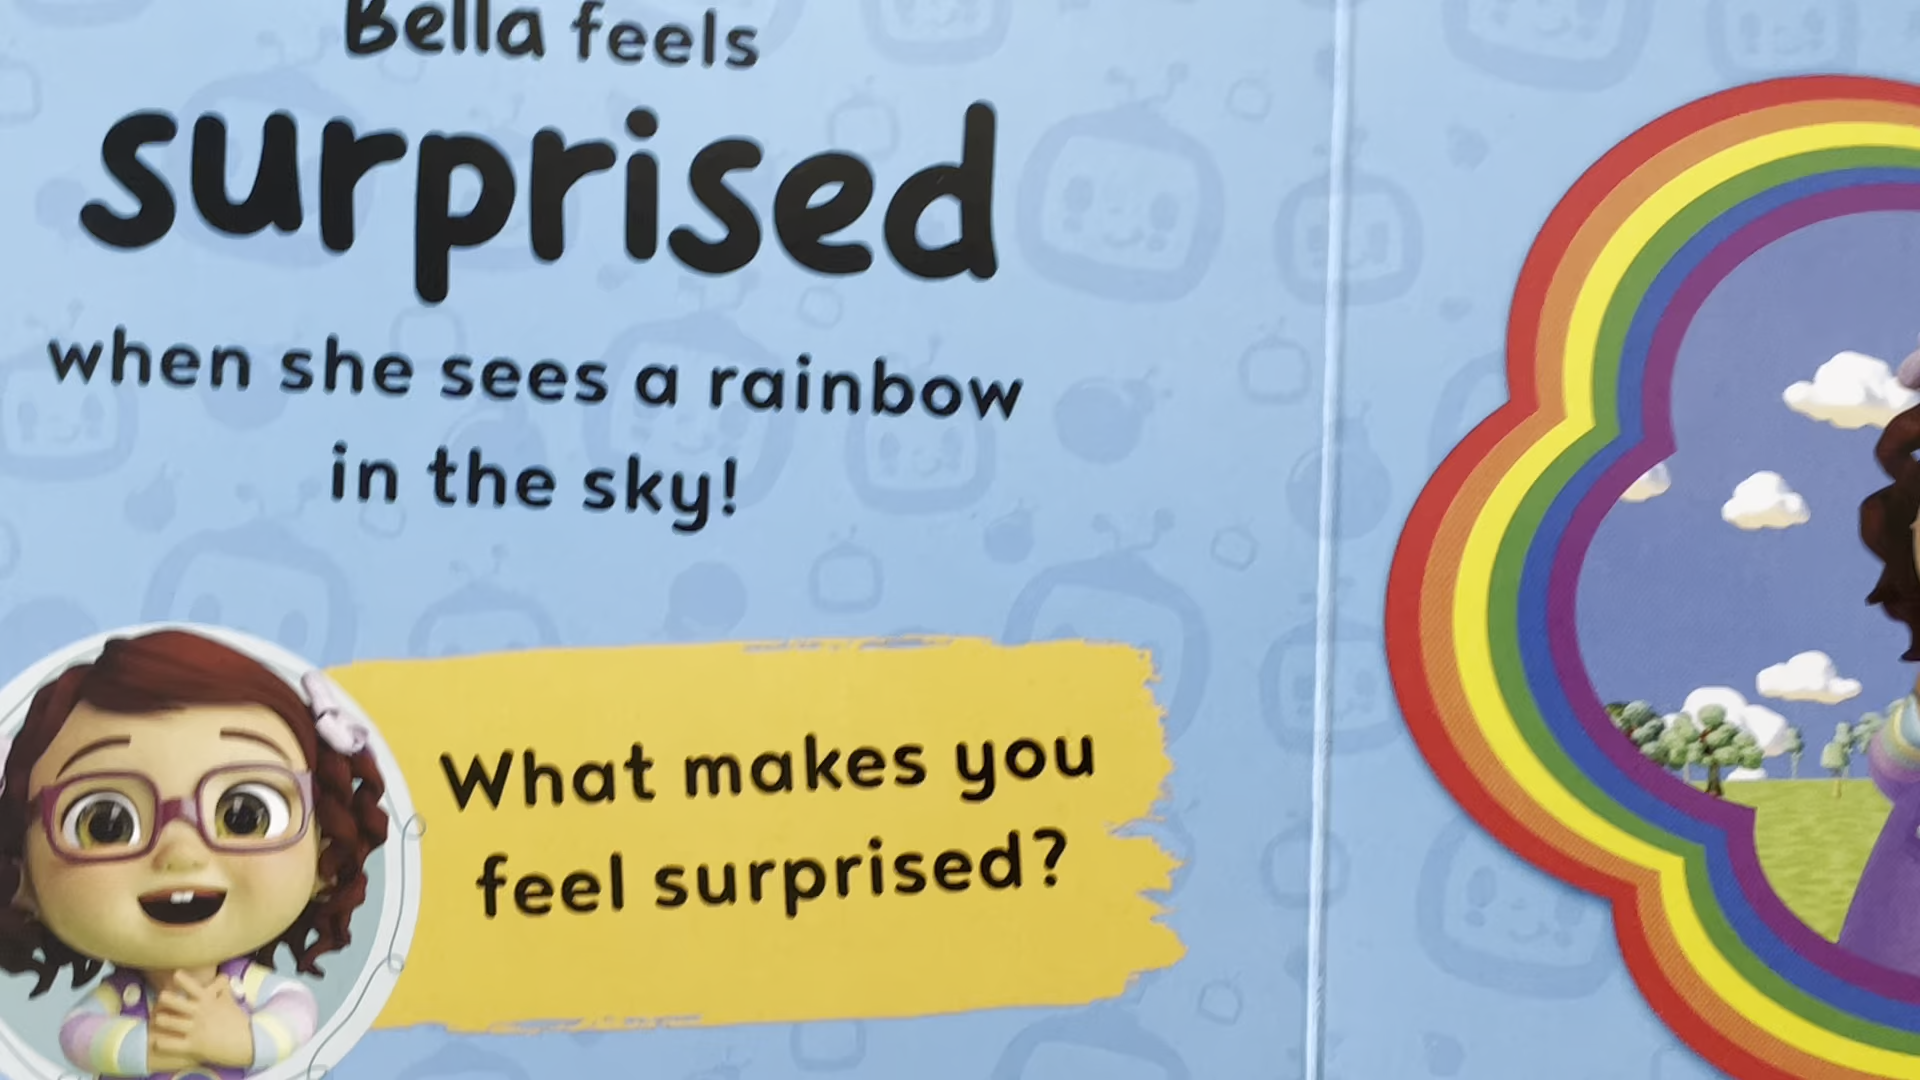 Bella feels
surprised
when she sees a rainbow
in the sky!
What makes you
feel surprised?